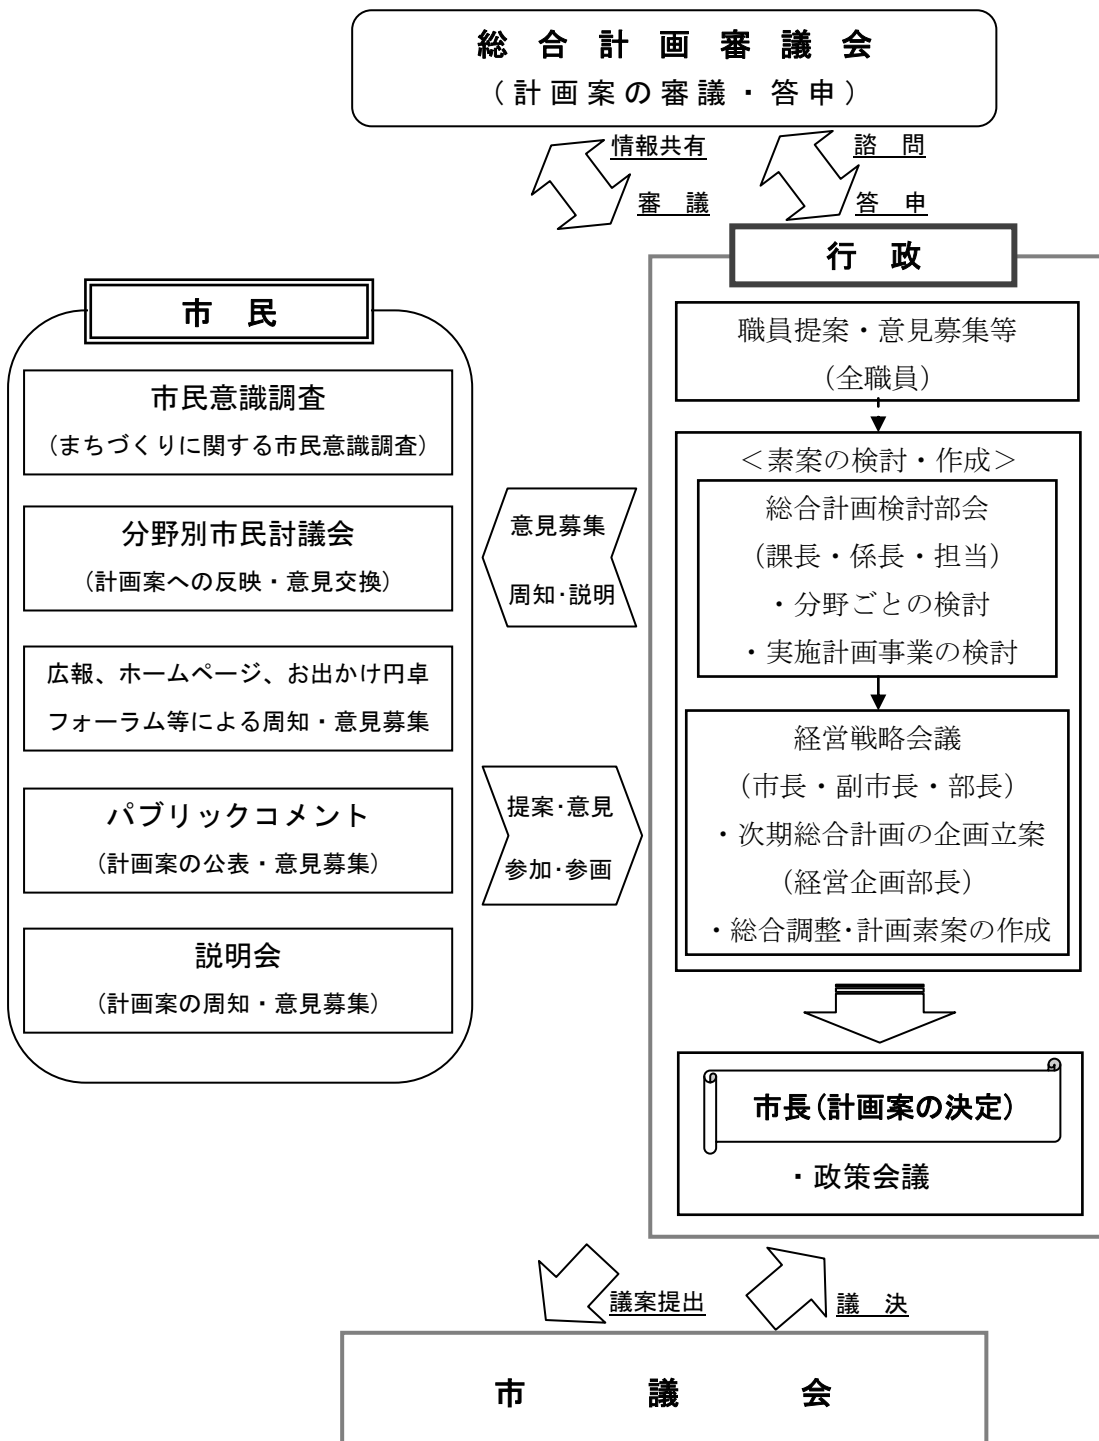 総合計画審議会
(計画案の審議・答申)
情報共有
審議
諮問
答申
市民
市民意識調査
(まちづくりに関する市民意識調査)
分野別市民討議会
(計画案への反映・意見交換)
広報、ホームページ、お出かけ円卓
フォーラム等による周知・意見募集
パブリックコメント
(計画案の公表・意見募集)
説明会
(計画案の周知・意見募集)
意見募集
周知・説明
提案・意見
参加・参画
行政
職員提案・意見募集等
(全職員)
<素案の検討・作成>
総合計画検討部会
(課長・係長・担当)
・分野ごとの検討
・実施計画事業の検討
経営戦略会議
(市長・副市長・部長)
・次期総合計画の企画立案
(経営企画部長)
・総合調整・計画素案の作成
市長(計画案の決定)
・政策会議
議案提出
議決
市議会